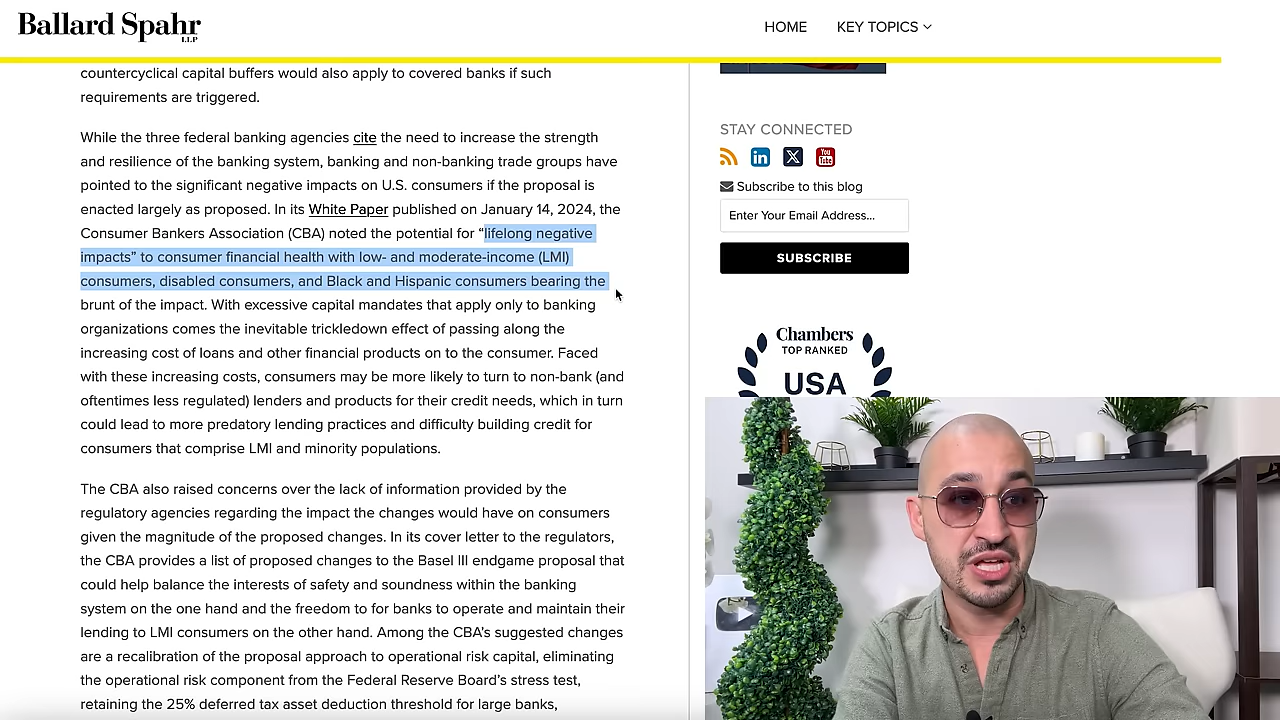 Ballard Spahr
LLP
HOME
KEY TOPICS
countercyclical capital buffers would also apply to covered banks if such
requirements are triggered.
While the three federal banking agencies cite the need to increase the strength
and resilience of the banking system, banking and non-banking trade groups have
pointed to the significant negative impacts on U.S. consumers if the proposal is
enacted largely as proposed. In its White Paper published on January 14, 2024, the
Consumer Bankers Association (CBA) noted the potential for “lifelong negative
impacts” to consumer financial health with low- and moderate-income (LMI)
consumers, disabled consumers, and Black and Hispanic consumers bearing the
brunt of the impact. With excessive capital mandates that apply only to banking
organizations comes the inevitable trickledown effect of passing along the
increasing cost of loans and other financial products on to the consumer. Faced
with these increasing costs, consumers may be more likely to turn to non-bank (and
oftentimes less regulated) lenders and products for their credit needs, which in turn
could lead to more predatory lending practices and difficulty building credit for
consumers that comprise LMI and minority populations.
The CBA also raised concerns over the lack of information provided by the
regulatory agencies regarding the impact the changes would have on consumers
given the magnitude of the proposed changes. In its cover letter to the regulators,
the CBA provides a list of proposed changes to the Basel III endgame proposal that
could help balance the interests of safety and soundness within the banking
system on the one hand and the freedom to for banks to operate and maintain their
lending to LMI consumers on the other hand. Among the CBA’s suggested changes
are a recalibration of the proposal approach to operational risk capital, eliminating
the operational risk component from the Federal Reserve Board’s stress test,
retaining the 25% deferred tax asset deduction threshold for large banks,
STAY CONNECTED
You
Tube
Subscribe to this blog
Enter Your Email Address...
SUBSCRIBE
Chambers
TOP RANKED
USA